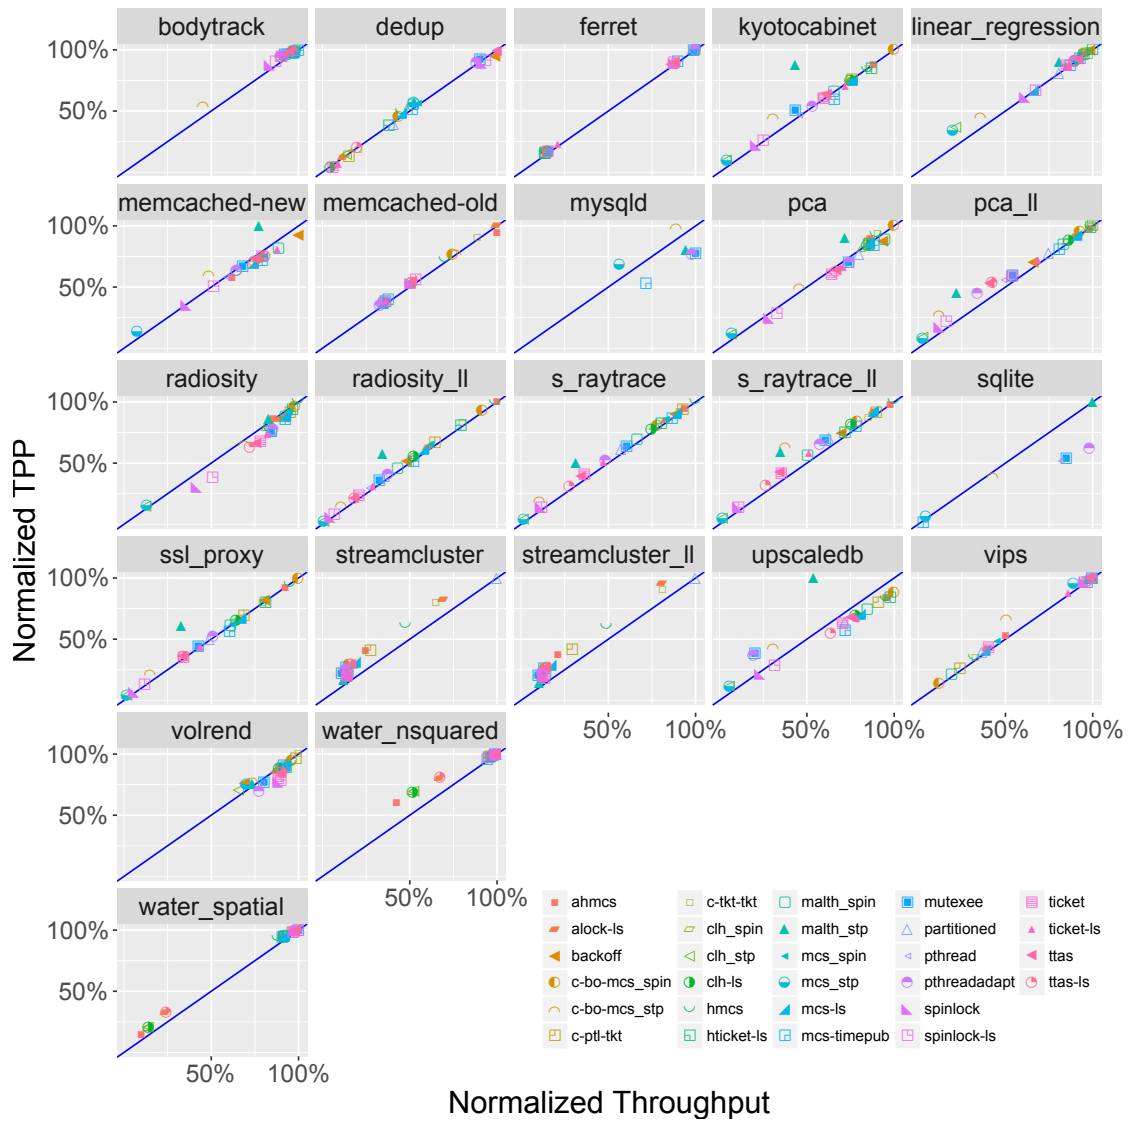 bodytrack dedup ferret kyotocabinet linear_regression
100%
50%
memcached-new memcached-old mysqld pca pca_ll
100%
50%
radiosity radiosity_ll s_raytrace s_raytrace_ll sqlite
100%
50%
ssl_proxy streamcluster streamcluster_ll upscaledb vips
100%
50%
50% 100% 50% 100% 50% 100%
volrend water_nsquared
100%
50%
50% 100%
water_spatial
100%
50%
50% 100%
Normalized TPP
Normalized Throughput
ahmcs c-tkt-tkt malth_spin mutexee ticket
alock-ls clh_spin malth_stp partitioned ticket-ls
backoff clh_stp mcs_spin pthread ttas
c-bo-mcs_spin clh-ls mcs_stp pthreadadapt ttas-ls
c-bo-mcs_stp hmcs mcs-ls spinlock
c-ptl-tkt hticket-ls mcs-timepub spinlock-ls